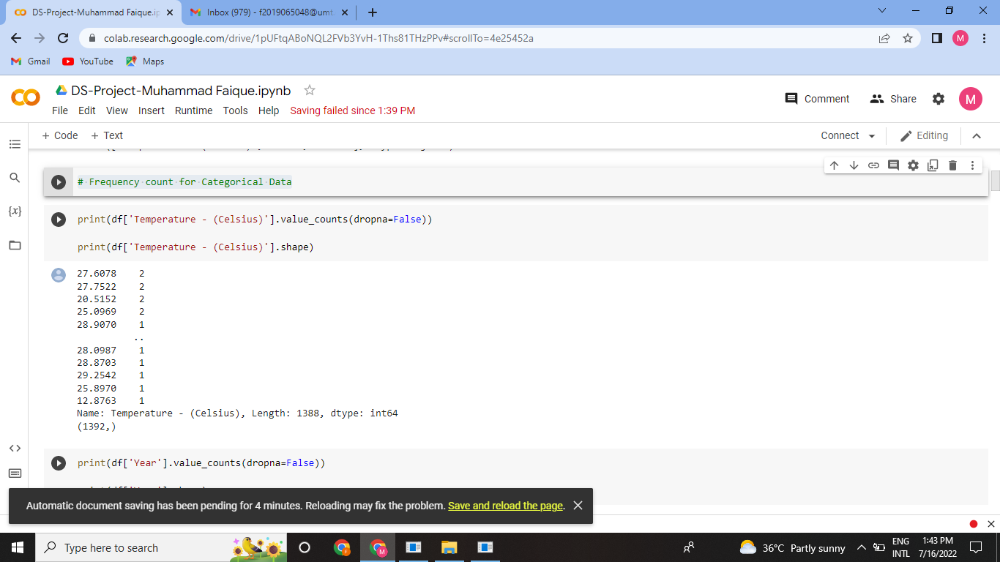 DS-Project-Muhammad Faique.ip
Inbox (979) - f2019065048@umt.
colab.research.google.com/drive/1pUFtqABoNQL2FVb3YvH-1Ths81THzPPv#scrollTo=4e25452a
M
Gmail YouTube Maps
DS-Project-Muhammad Faique.ipynb
File Edit View Insert Runtime Tools Help Saving failed since 1:39 PM
Comment Share M
+ Code + Text
Connect Editing
# Frequency count for Categorical Data
print(df['Temperature - (Celsius)'].value_counts(dropna=False))
print(df['Temperature - (Celsius)'].shape)
27.6078 2
27.7522 2
20.5152 2
25.0969 2
28.9070 1
..
28.0987 1
28.8703 1
29.2542 1
25.8970 1
12.8763 1
Name: Temperature - (Celsius), Length: 1388, dtype: int64
(1392,)
print(df['Year'].value_counts(dropna=False))
Automatic document saving has been pending for 4 minutes. Reloading may fix the problem. Save and reload the page.
Type here to search
36°C Partly sunny
ENG
INTL
1:43 PM
7/16/2022